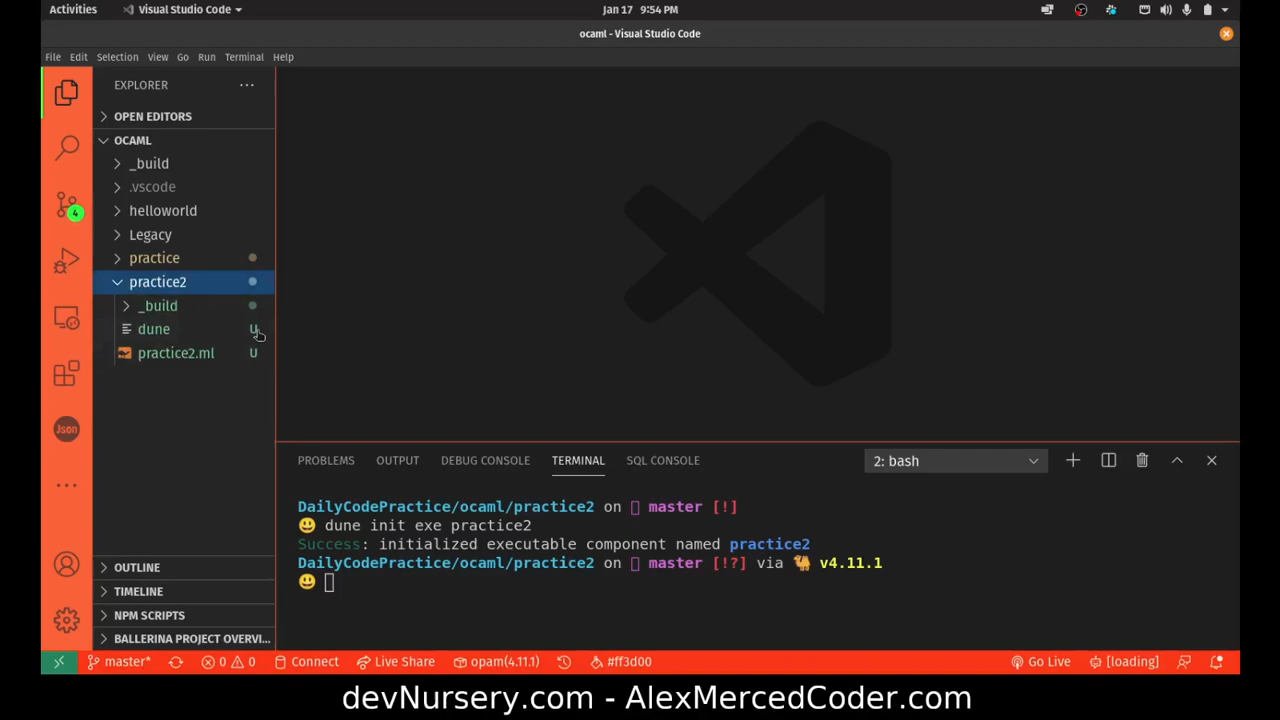 Activities
Visual Studio Code
Jan 17 9:54 PM
ocaml - Visual Studio Code
File Edit Selection View Go Run Terminal Help
EXPLORER
OPEN EDITORS
OCAML
_build
.vscode
helloworld
Legacy
practice
practice2
_build
dune U
practice2.ml U
4
Json
OUTLINE
TIMELINE
NPM SCRIPTS
BALLERINA PROJECT OVERVI...
PROBLEMS OUTPUT DEBUG CONSOLE TERMINAL SQL CONSOLE
2: bash
DailyCodePractice/ocaml/practice2 on master [!]
😃 dune init exe practice2
Success: initialized executable component named practice2
DailyCodePractice/ocaml/practice2 on master [!?] via 🐫 v4.11.1
😃
master* 0 0 Connect Live Share opam(4.11.1) #ff3d00 Go Live [loading]
devNursery.com - AlexMercedCoder.com